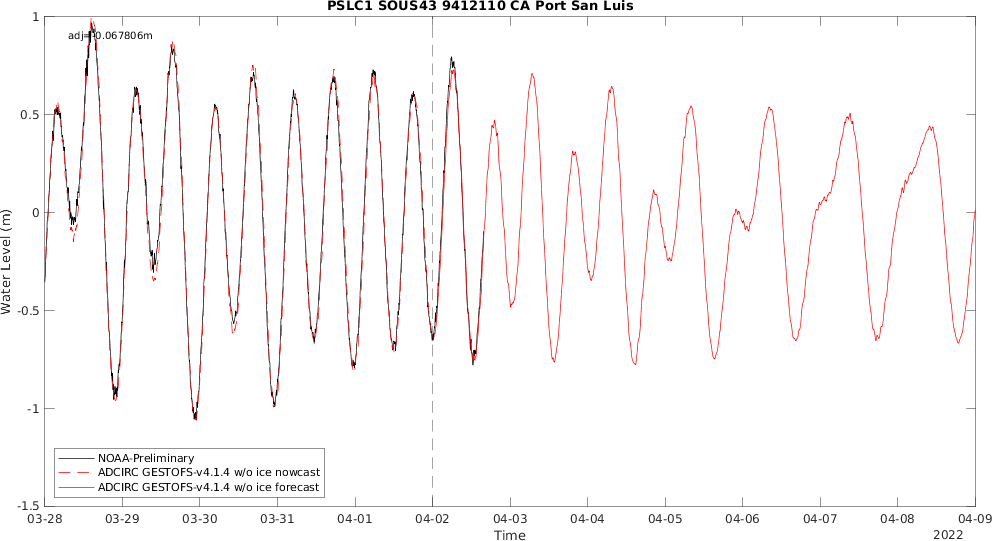 PSLC1 SOUS43 9412110 CA Port San Luis
adj=-0.067806m
1
0.5
0
-0.5
-1
-1.5
Water Level (m)
NOAA-Preliminary
ADCIRC GESTOFS-v4.1.4 w/o ice nowcast
ADCIRC GESTOFS-v4.1.4 w/o ice forecast
03-28 03-29 03-30 03-31 04-01 04-02 04-03 04-04 04-05 04-06 04-07 04-08 04-09
Time
2022